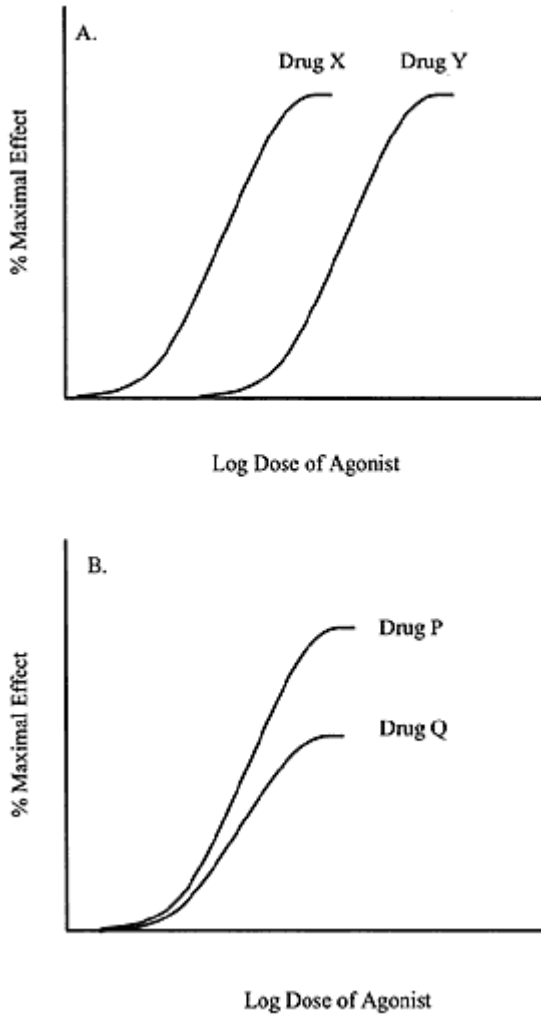 A.
Drug X
Drug Y
% Maximal Effect
Log Dose of Agonist
B.
Drug P
Drug Q
% Maximal Effect
Log Dose of Agonist